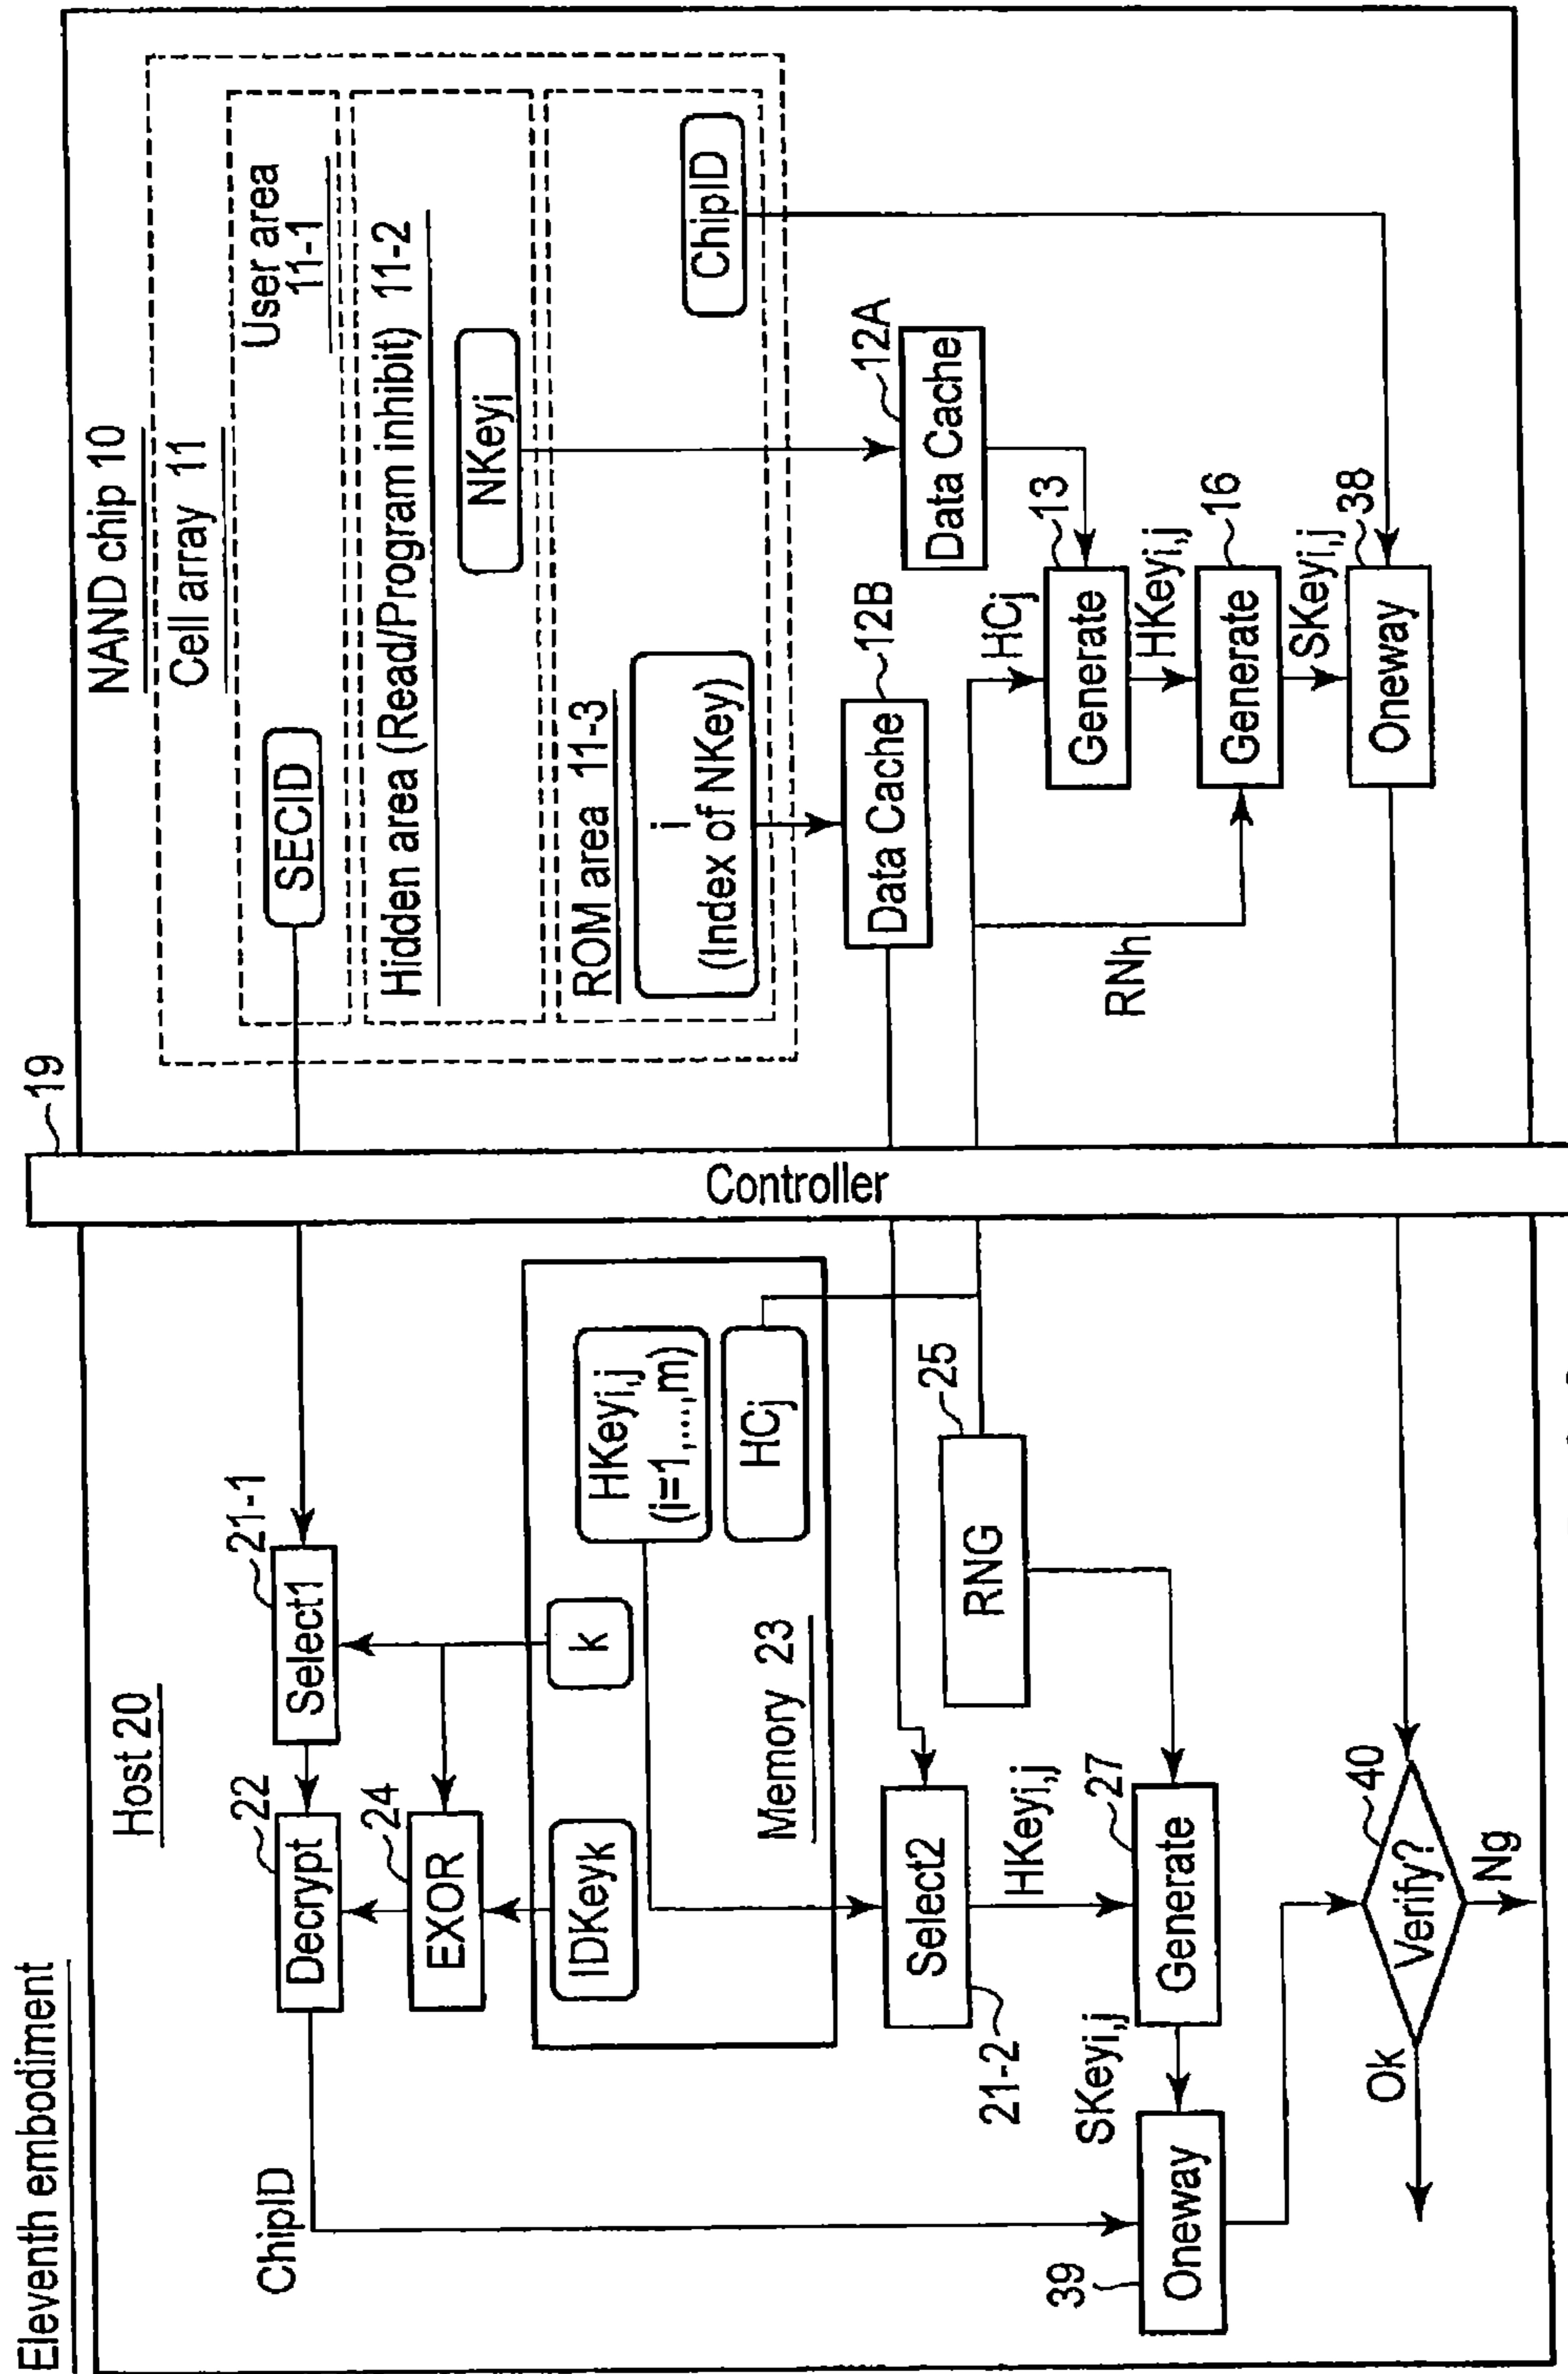 Eleventh embodiment
Host 20
ChipID
Decrypt
22
Select1
21-1
EXOR
24
IDKeyk
k
HKeyi,j
(i=1,...,m)
HCj
Memory 23
Select2
21-2
HKeyi,j
RNG
25
Generate
27
SKeyi,j
Oneway
39
Verify?
40
Ok
Ng
Controller
19
NAND chip 10
Cell array 11
User area
11-1
SECID
Hidden area (Read/Program inhibit) 11-2
NKeyi
ROM area 11-3
i
(Index of NKey)
ChipID
Data Cache
12B
Data Cache
12A
HCj
Generate
13
HKeyi,j
RNh
Generate
16
SKeyi,j
Oneway
38